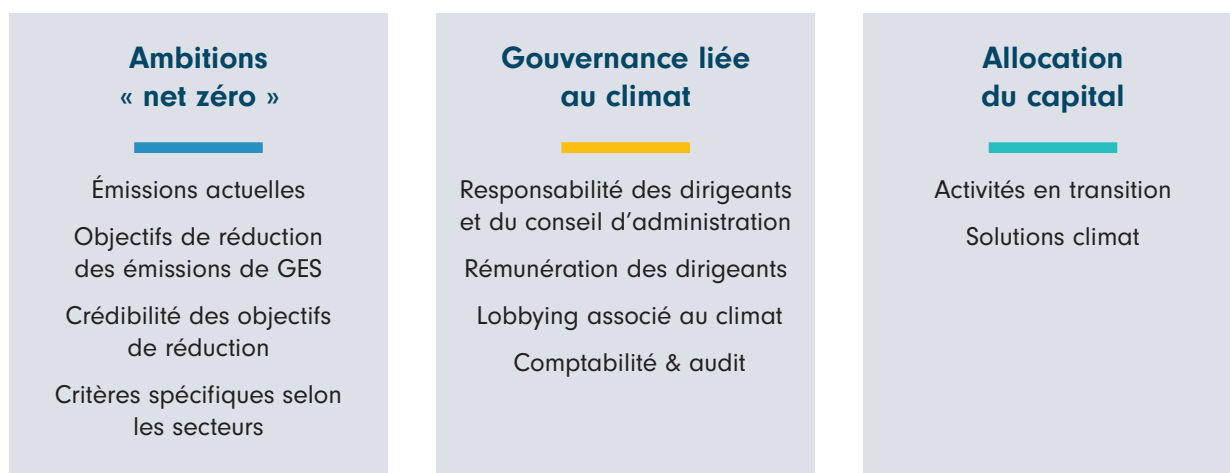 Ambitions
« net zéro »
Émissions actuelles
Objectifs de réduction
des émissions de GES
Crédibilité des objectifs
de réduction
Critères spécifiques selon
les secteurs
Gouvernance liée
au climat
Responsabilité des dirigeants
et du conseil d’administration
Rémunération des dirigeants
Lobbying associé au climat
Comptabilité & audit
Allocation
du capital
Activités en transition
Solutions climat